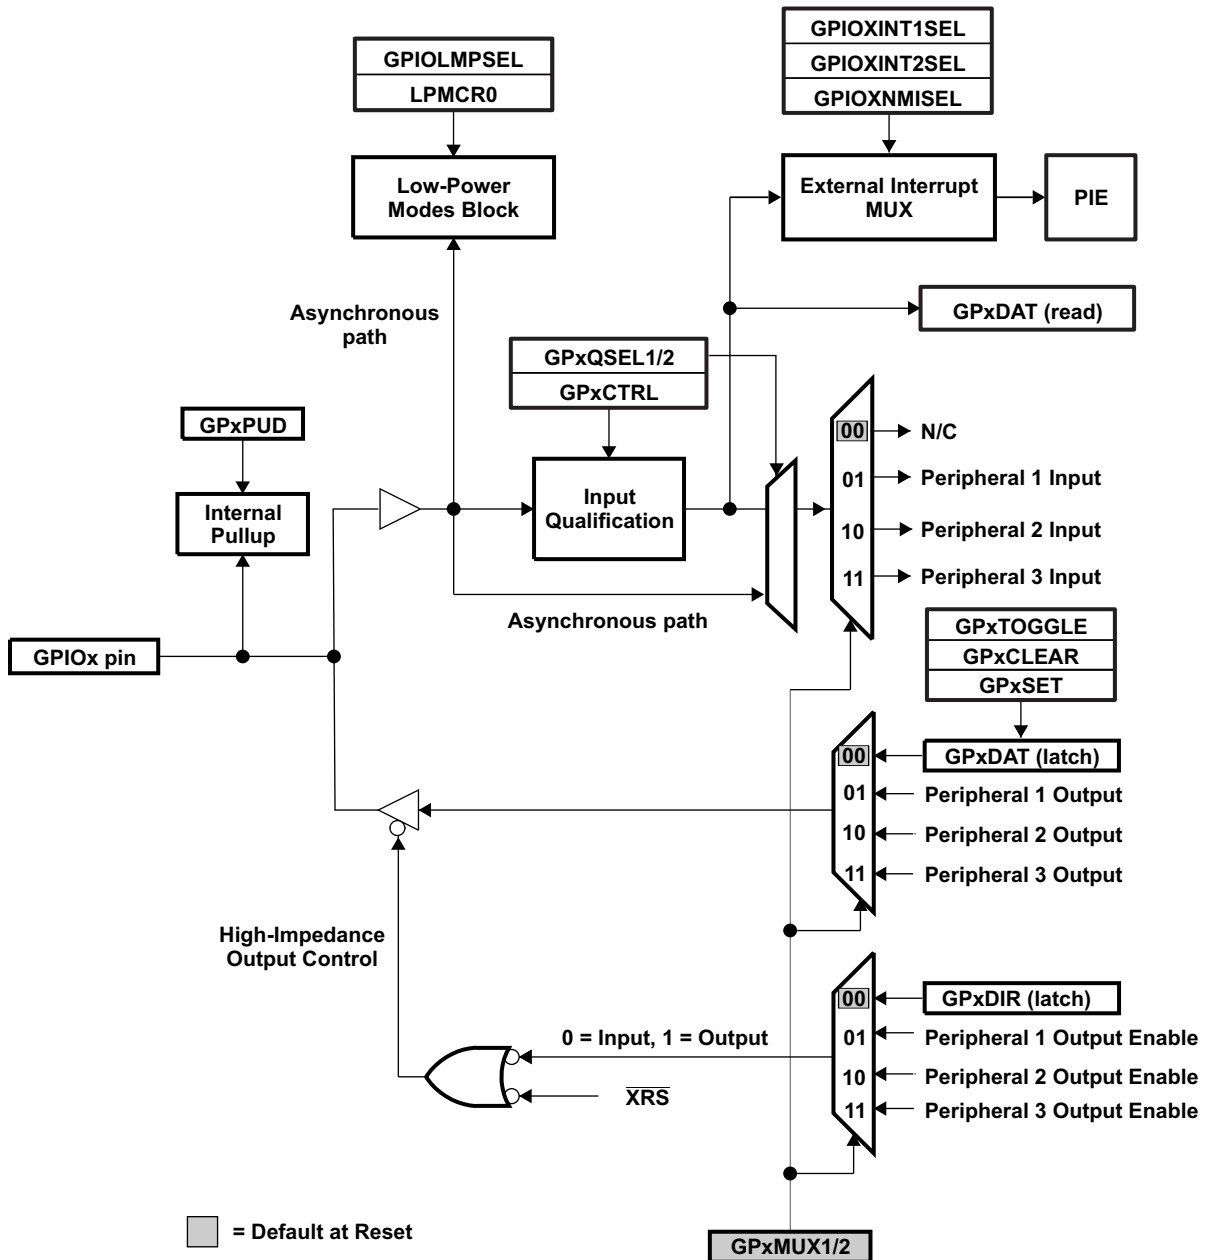 GPIOXINT1SEL
GPIOLMPSEL
GPIOXINT2SEL
LPMCR0
GPIOXNMISEL
Low-Power
Modes Block
External Interrupt
MUX
PIE
Asynchronous
path
GPxDAT (read)
GPxQSEL1/2
GPxCTRL
GPxPUD
00
N/C
01
Peripheral 1 Input
Internal
Pullup
Input
Qualification
10
Peripheral 2 Input
11
Peripheral 3 Input
Asynchronous path
GPxTOGGLE
GPIOx pin
GPxCLEAR
GPxSET
00
GPxDAT (latch)
01
Peripheral 1 Output
10
Peripheral 2 Output
11
Peripheral 3 Output
High-Impedance
Output Control
00
GPxDIR (latch)
0 = Input, 1 = Output
01
Peripheral 1 Output Enable
10
Peripheral 2 Output Enable
XRS
11
Peripheral 3 Output Enable
= Default at Reset
GPxMUX1/2